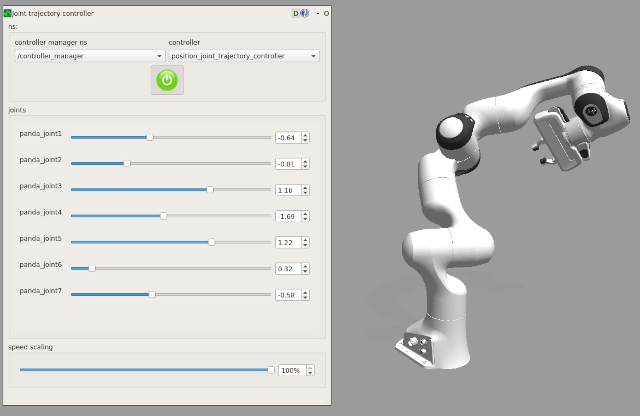 Joint trajectory controller
D
- O
ns:
controller manager ns controller
/controller_manager position_joint_trajectory_controller
joints
panda_joint1 -0.64
panda_joint2 -0.81
panda_joint3 1.16
panda_joint4 -1.69
panda_joint5 1.22
panda_joint6 0.32
panda_joint7 -0.58
speed scaling
100%